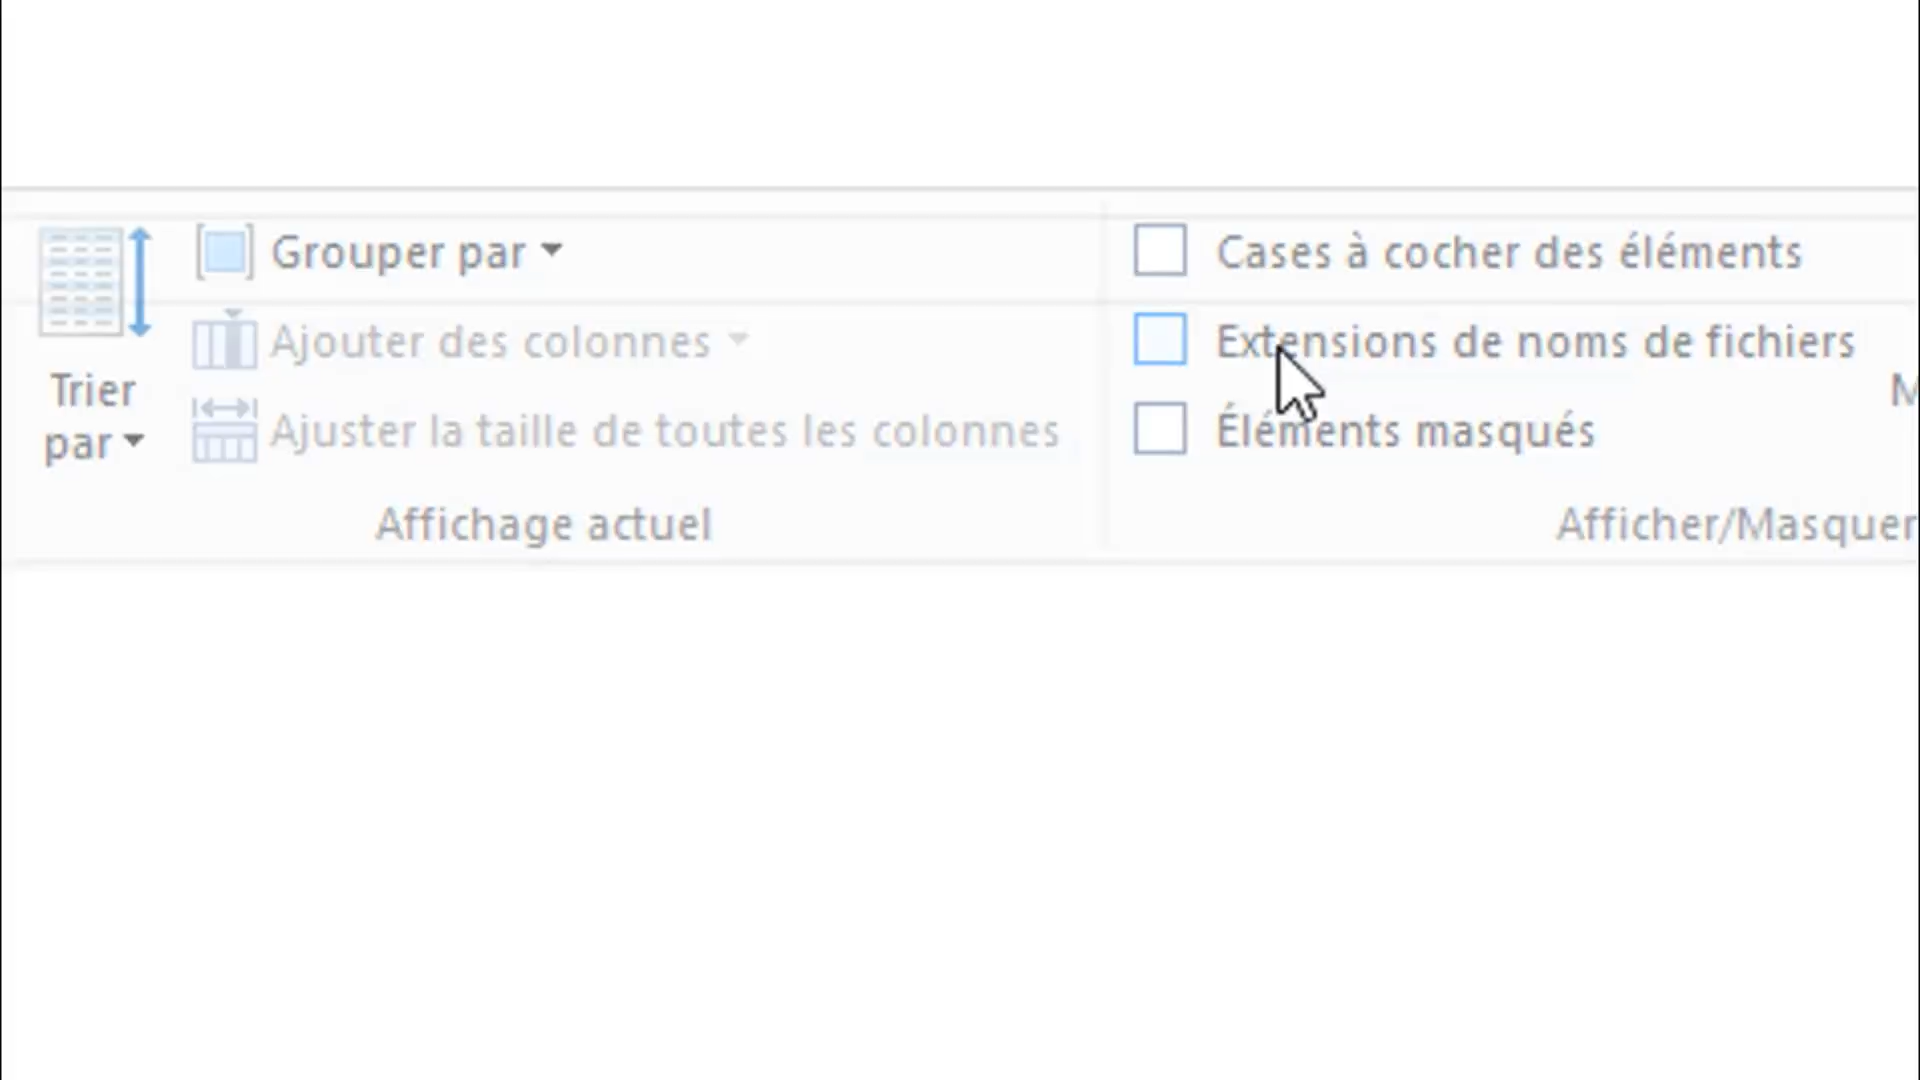 Trier
par
Grouper par
Ajouter des colonnes
Ajuster la taille de toutes les colonnes
Affichage actuel
Cases à cocher des éléments
Extensions de noms de fichiers
Éléments masqués
Afficher/Masquer
M